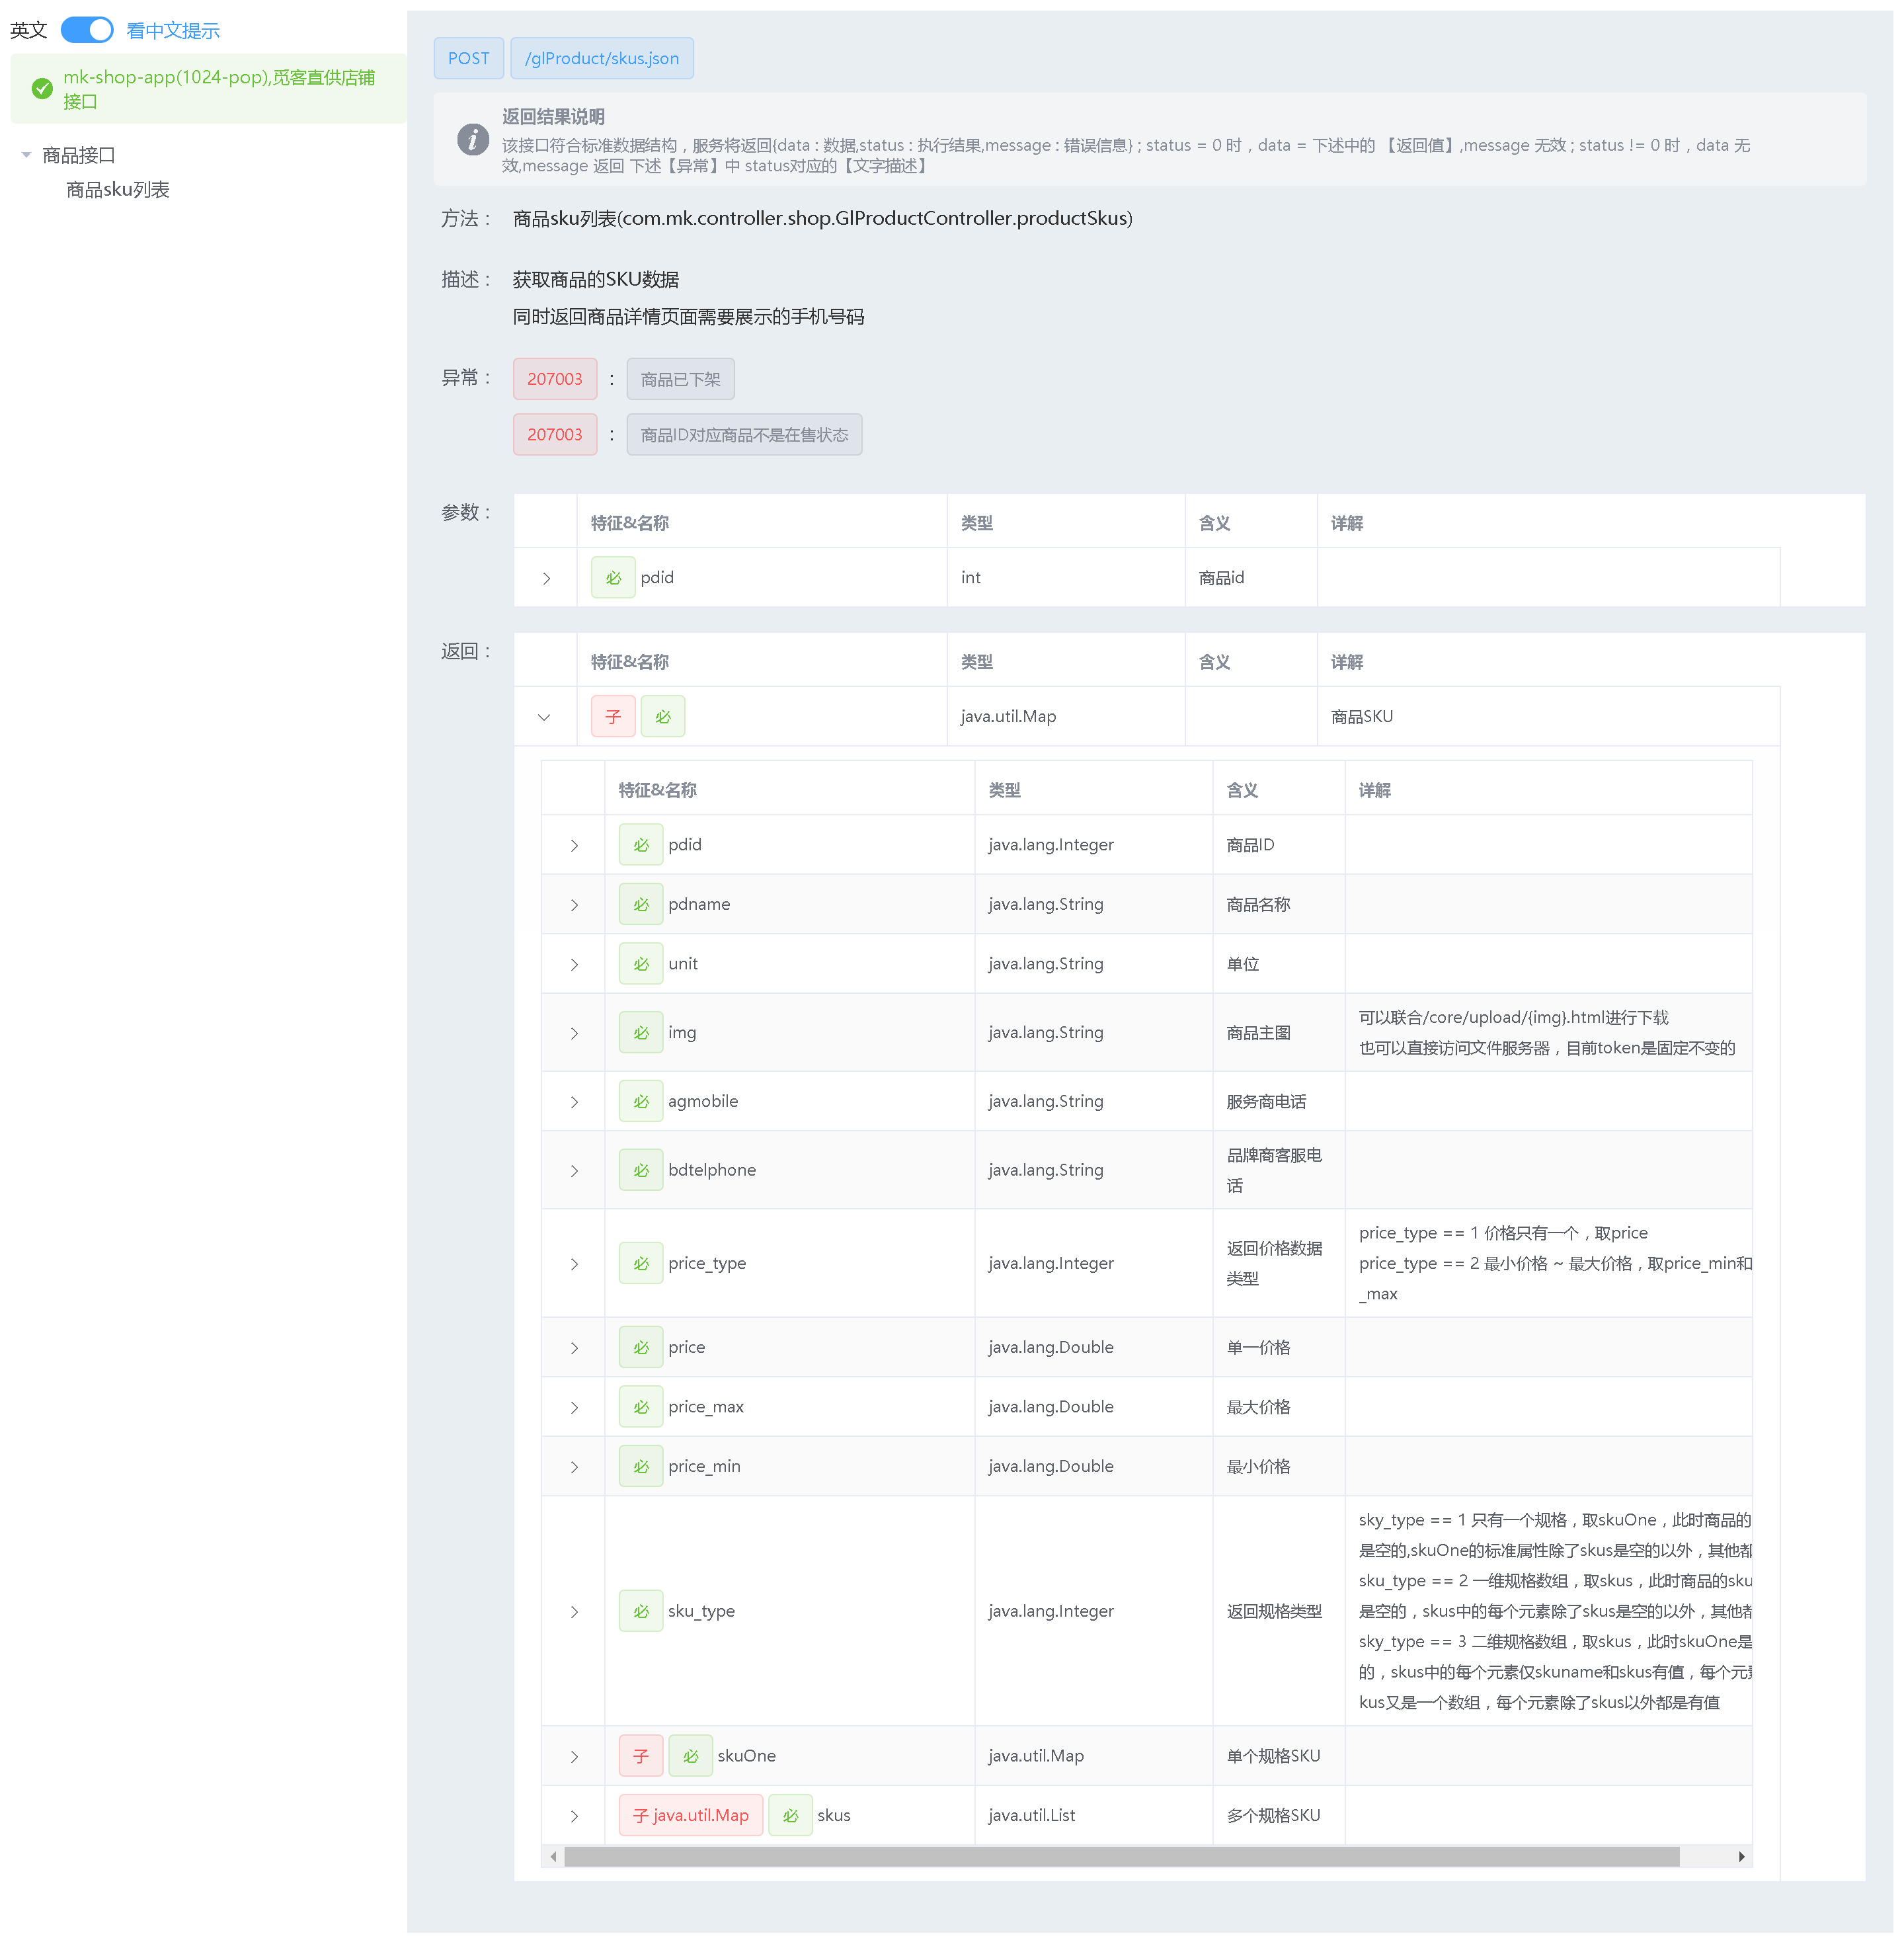 英文 看中文提示
mk-shop-app(1024-pop),觅客直供店铺
接口
商品接口
商品sku列表
POST /glProduct/skus.json
返回结果说明
该接口符合标准数据结构，服务将返回{data : 数据,status : 执行结果,message : 错误信息} ; status = 0 时，data = 下述中的 【返回值】,message 无效 ; status != 0 时，data 无
效,message 返回 下述【异常】中 status对应的【文字描述】
方法： 商品sku列表(com.mk.controller.shop.GlProductController.productSkus)
描述： 获取商品的SKU数据
同时返回商品详情页面需要展示的手机号码
异常： 207003 : 商品已下架
207003 : 商品ID对应商品不是在售状态
参数： 特征&名称 类型 含义 详解
必 pdid int 商品id
返回： 特征&名称 类型 含义 详解
子 必 java.util.Map 商品SKU
特征&名称 类型 含义 详解
必 pdid java.lang.Integer 商品ID
必 pdname java.lang.String 商品名称
必 unit java.lang.String 单位
必 img java.lang.String 商品主图 可以联合/core/upload/{img}.html进行下载
也可以直接访问文件服务器，目前token是固定不变的
必 agmobile java.lang.String 服务商电话
必 bdtelphone java.lang.String 品牌商客服电
话
必 price_type java.lang.Integer 返回价格数据
类型
price_type == 1 价格只有一个，取price
price_type == 2 最小价格 ~ 最大价格，取price_min和
_max
必 price java.lang.Double 单一价格
必 price_max java.lang.Double 最大价格
必 price_min java.lang.Double 最小价格
必 sku_type java.lang.Integer 返回规格类型
sky_type == 1 只有一个规格，取skuOne，此时商品的
是空的,skuOne的标准属性除了skus是空的以外，其他都
sku_type == 2 一维规格数组，取skus，此时商品的sku
是空的，skus中的每个元素除了skus是空的以外，其他都
sky_type == 3 二维规格数组，取skus，此时skuOne是
的，skus中的每个元素仅skuname和skus有值，每个元
kus又是一个数组，每个元素除了skus以外都是有值
子 必 skuOne java.util.Map 单个规格SKU
子 java.util.Map 必 skus java.util.List 多个规格SKU